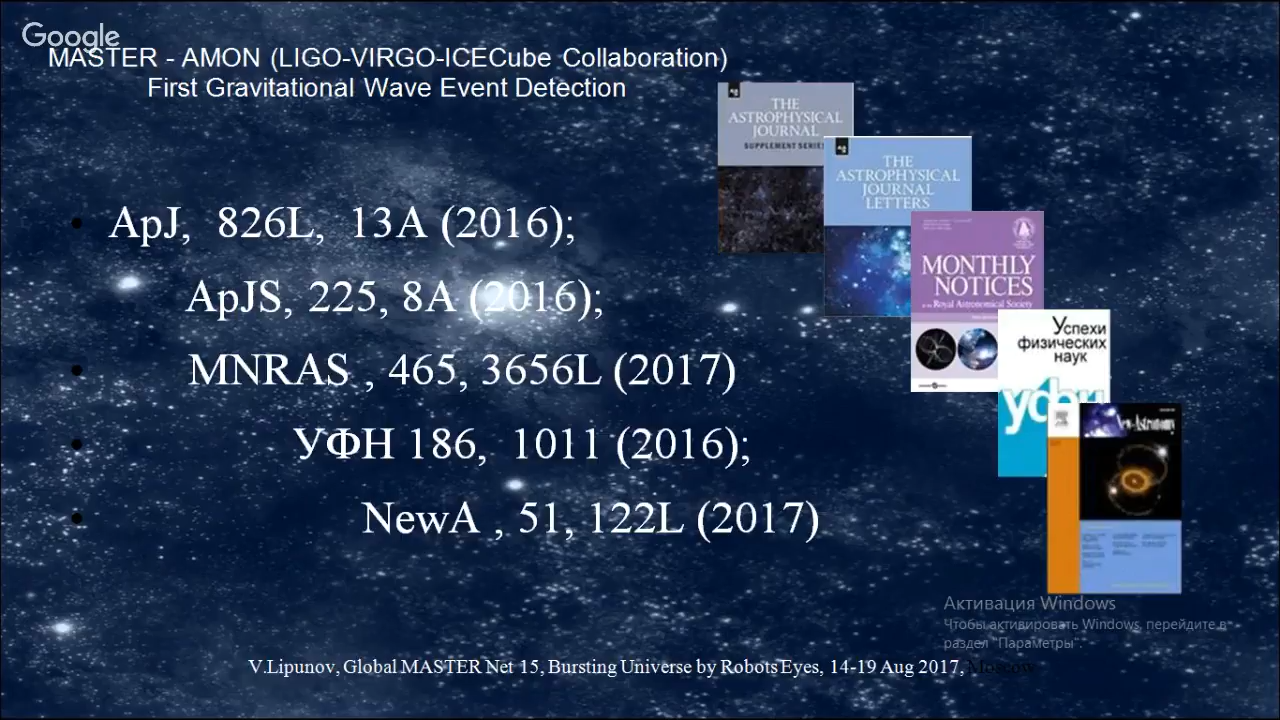 Google
MASTER - AMON (LIGO-VIRGO-ICECube Collaboration)
First Gravitational Wave Event Detection
THE
ASTROPHYSICAL
JOURNAL
SUPPLEMENT SERIES
THE
ASTROPHYSICAL
JOURNAL
LETTERS
MONTHLY
NOTICES
of the Royal Astronomical Society
Успехи
физических
наук
уфн
New Astronomy
• ApJ, 826L, 13A (2016);
ApJS, 225, 8A (2016);
• MNRAS , 465, 3656L (2017)
• УФН 186, 1011 (2016);
• NewA , 51, 122L (2017)
Активация Windows
Чтобы активировать Windows, перейдите в
раздел "Параметры".
V.Lipunov, Global MASTER Net 15, Bursting Universe by Robots Eyes, 14-19 Aug 2017, Moscow